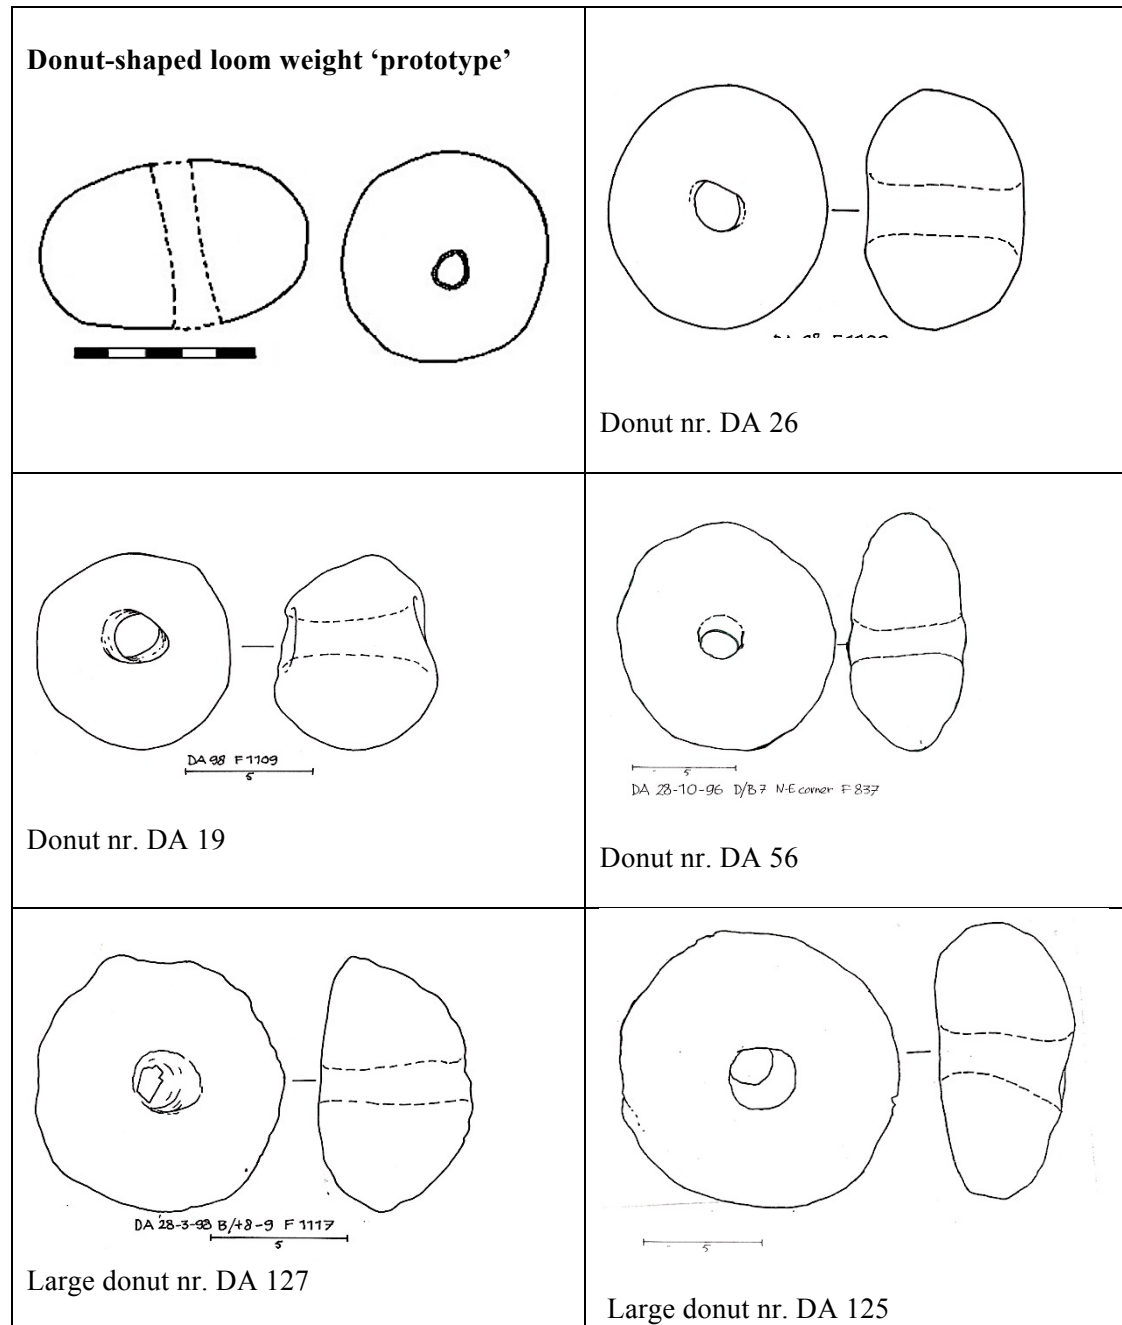 Donut-shaped loom weight ‘prototype’
Donut nr. DA 26
DA 98 F 1109
5
Donut nr. DA 19
5
DA 28-10-96 D/B7 N-E corner F 837
Donut nr. DA 56
DA 28-3-98 B/+8-9 F 1117
5
Large donut nr. DA 127
5
Large donut nr. DA 125